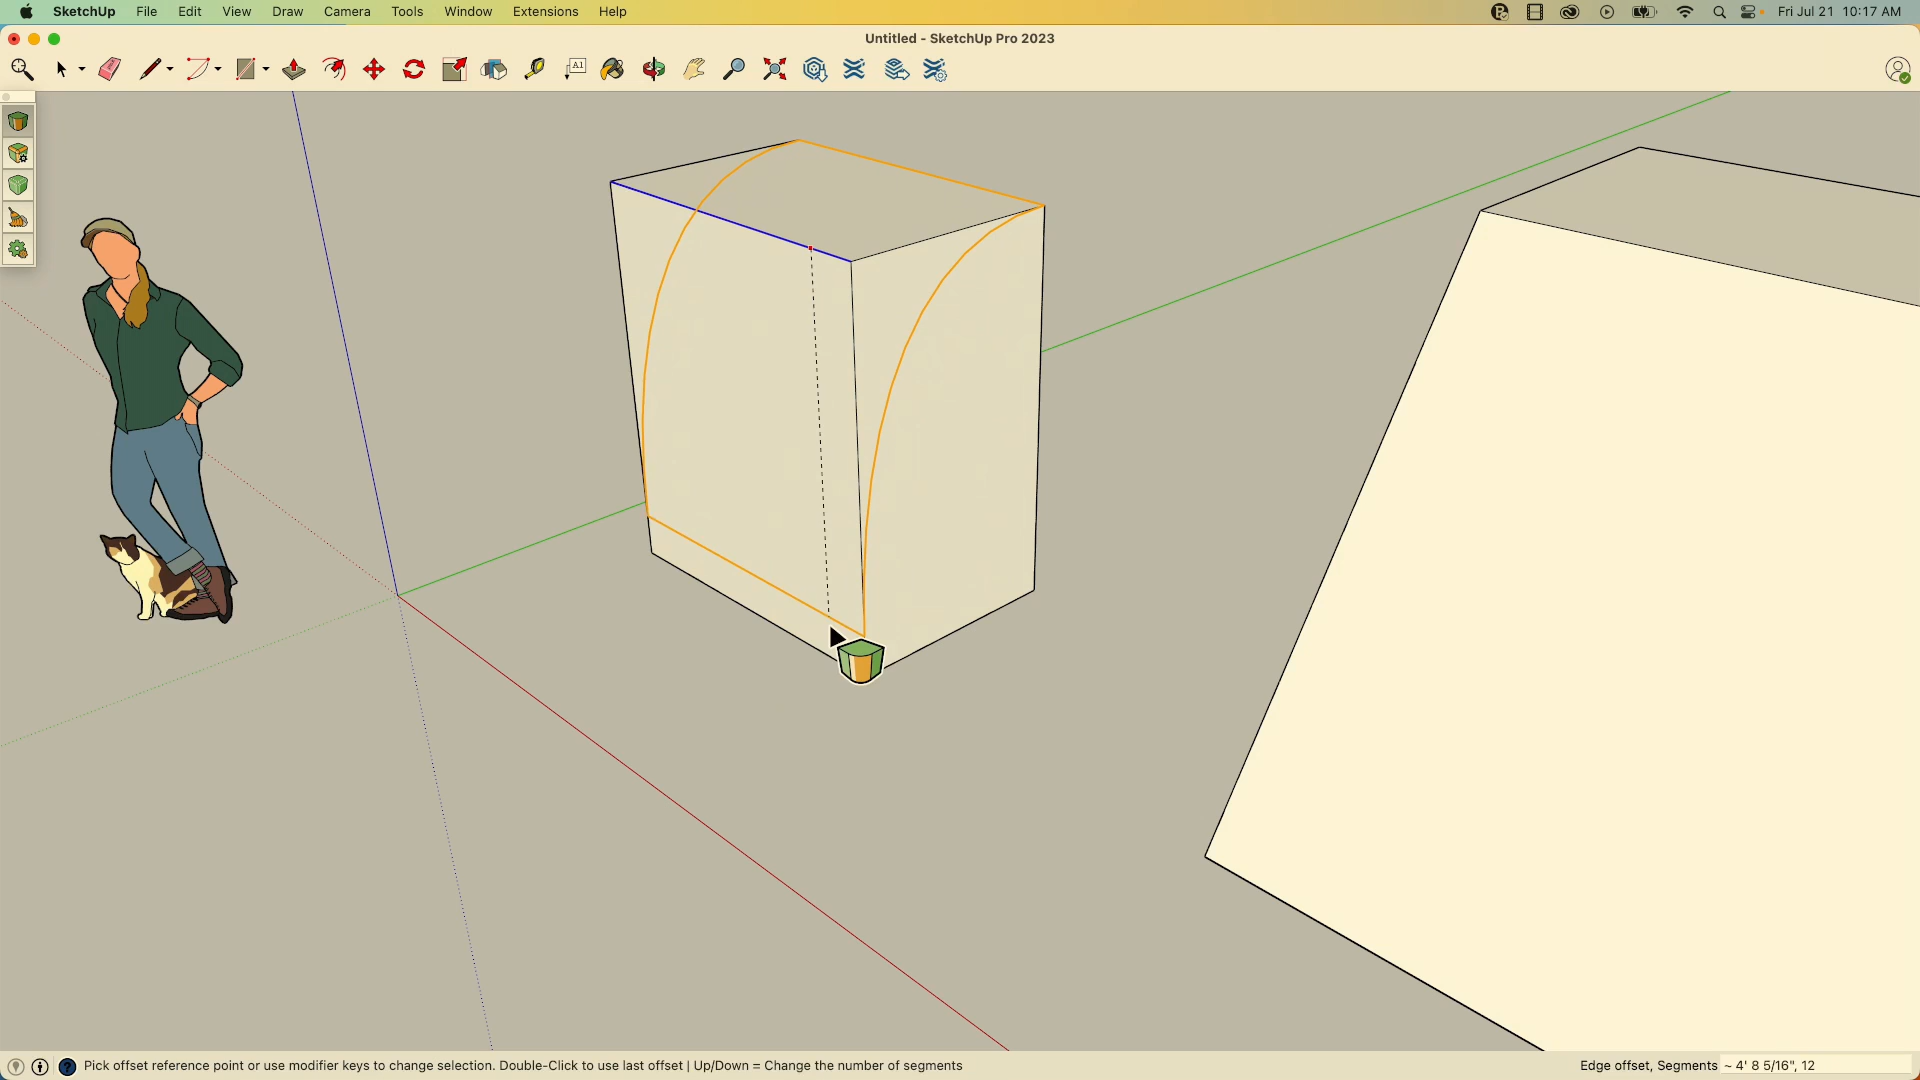 SketchUp File Edit View Draw Camera Tools Window Extensions Help Fri Jul 21 10:17 AM
Untitled - SketchUp Pro 2023
A1
Pick offset reference point or use modifier keys to change selection. Double-Click to use last offset | Up/Down = Change the number of segments Edge offset, Segments ~ 4' 8 5/16", 12